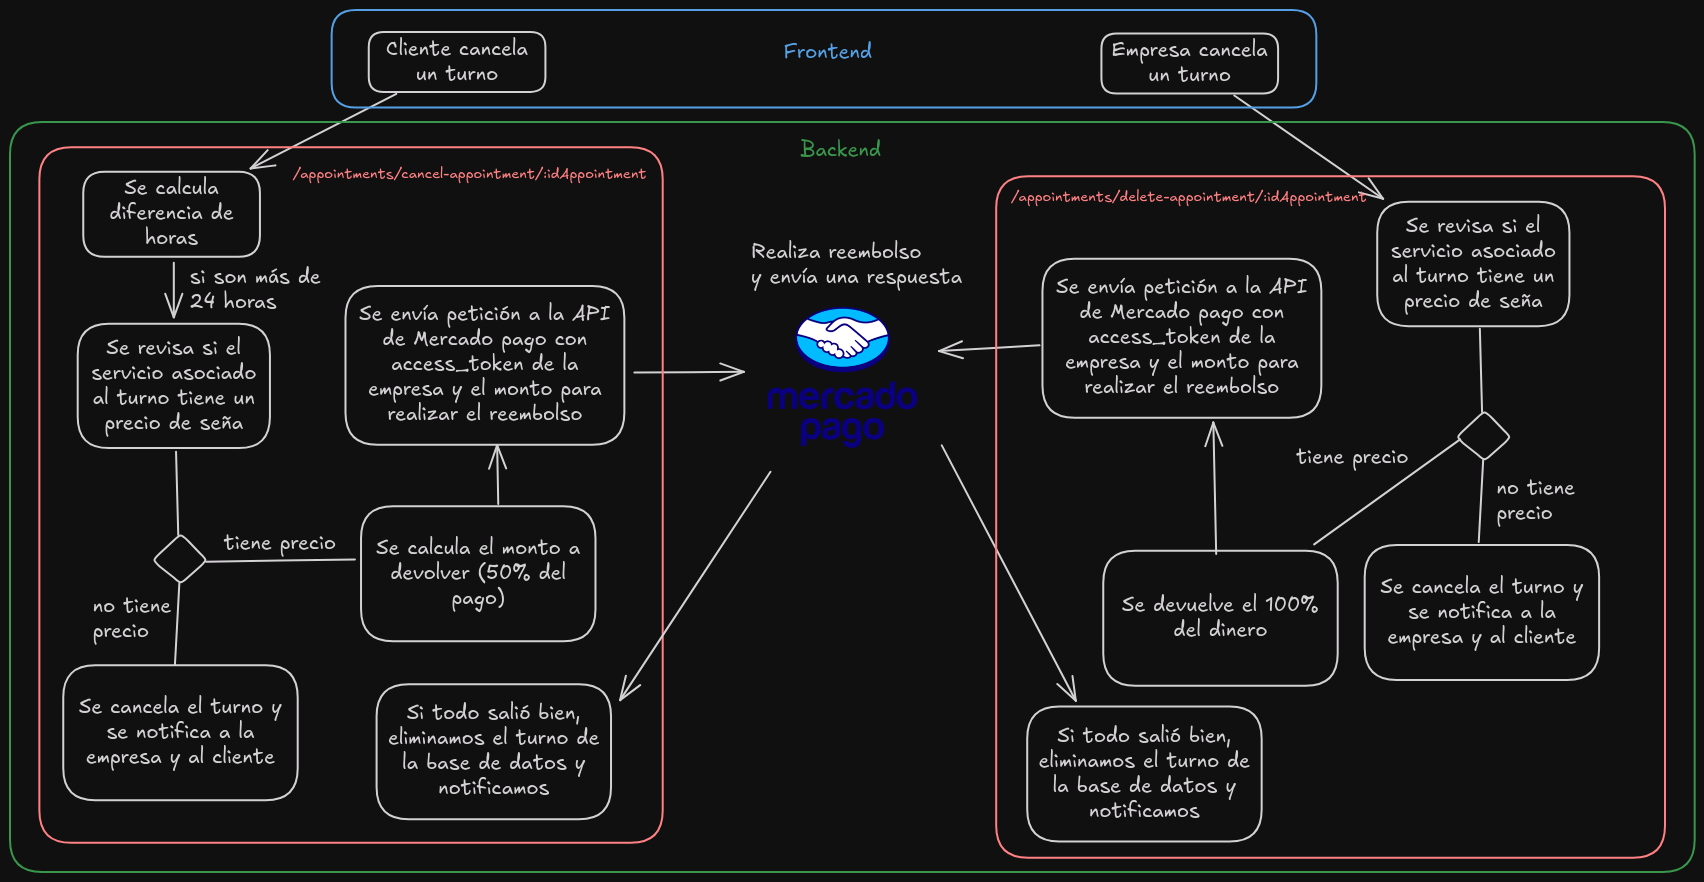 Cliente cancela
un turno
Frontend
Empresa cancela
un turno
Backend
/appointments/cancel-appointment/:idAppointment
Se calcula
diferencia de
horas
si son más de
24 horas
Se revisa si el
servicio asociado
al turno tiene un
precio de seña
tiene precio
no tiene
precio
Se cancela el turno y
se notifica a la
empresa y al cliente
Se calcula el monto a
devolver (50% del
pago)
Se envía petición a la API
de Mercado pago con
access_token de la
empresa y el monto para
realizar el reembolso
Realiza reembolso
y envía una respuesta
mercado
pago
Si todo salió bien,
eliminamos el turno de
la base de datos y
notificamos
/appointments/delete-appointment/:idAppointment
Se revisa si el
servicio asociado
al turno tiene un
precio de seña
tiene precio
no tiene
precio
Se cancela el turno y
se notifica a la
empresa y al cliente
Se devuelve el 100%
del dinero
Se envía petición a la API
de Mercado pago con
access_token de la
empresa y el monto para
realizar el reembolso
Si todo salió bien,
eliminamos el turno de
la base de datos y
notificamos